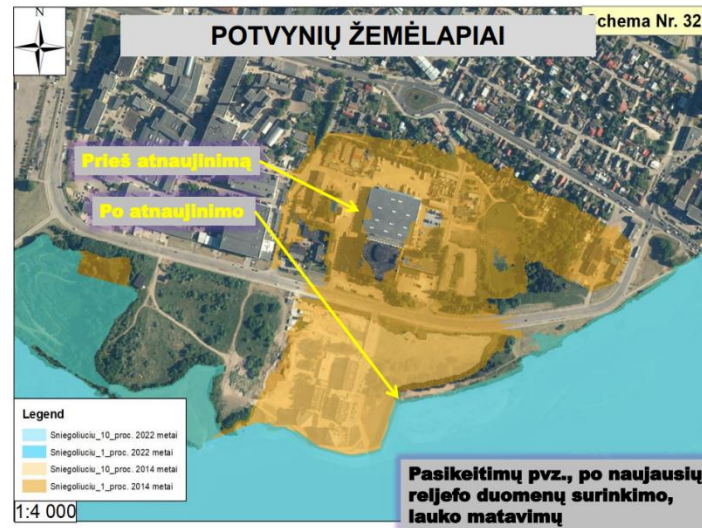 N
POTVYNIŲ ŽEMĖLAPIAI
Schema Nr. 32
Prieš atnaujinimą
Po atnaujinimo
Legend
Sniegoliuciu_10_proc. 2022 metai
Sniegoliuciu_1_proc. 2022 metai
Sniegoliuciu_10_proc. 2014 metai
Sniegoliuciu_1_proc. 2014 metai
1:4 000
Pasikeitimų pvz., po naujausių
reljefo duomenų surinkimo,
lauko matavimų